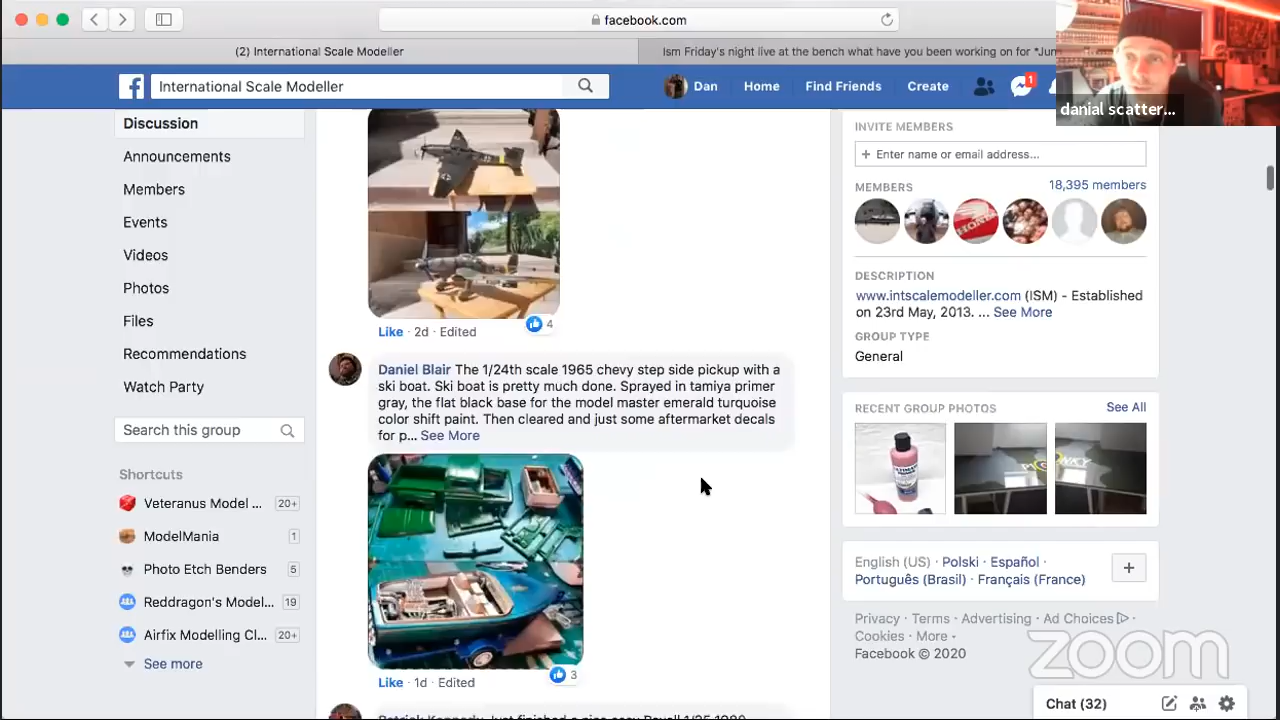 facebook.com
(2) International Scale Modeller
Ism Friday's night live at the bench what have you been working on for *Jun
International Scale Modeller
Dan
Home
Find Friends
Create
1
danial scatter...
Discussion
Announcements
Members
Events
Videos
Photos
Files
Recommendations
Watch Party
Search this group
Shortcuts
Veteranus Model ... 20+
ModelMania 1
Photo Etch Benders 5
Reddragon's Model... 19
Airfix Modelling Cl... 20+
See more
Like · 2d · Edited
4
Daniel Blair The 1/24th scale 1965 chevy step side pickup with a
ski boat. Ski boat is pretty much done. Sprayed in tamiya primer
gray, the flat black base for the model master emerald turquoise
color shift paint. Then cleared and just some aftermarket decals
for p... See More
Like · 1d · Edited
3
INVITE MEMBERS
+ Enter name or email address...
MEMBERS
18,395 members
DESCRIPTION
www.intscalemodeller.com (ISM) - Established
on 23rd May, 2013. ... See More
GROUP TYPE
General
RECENT GROUP PHOTOS
See All
English (US) · Polski · Español ·
Português (Brasil) · Français (France)
Privacy · Terms · Advertising · Ad Choices ·
Cookies · More ·
Facebook © 2020
zoom
Chat (32)